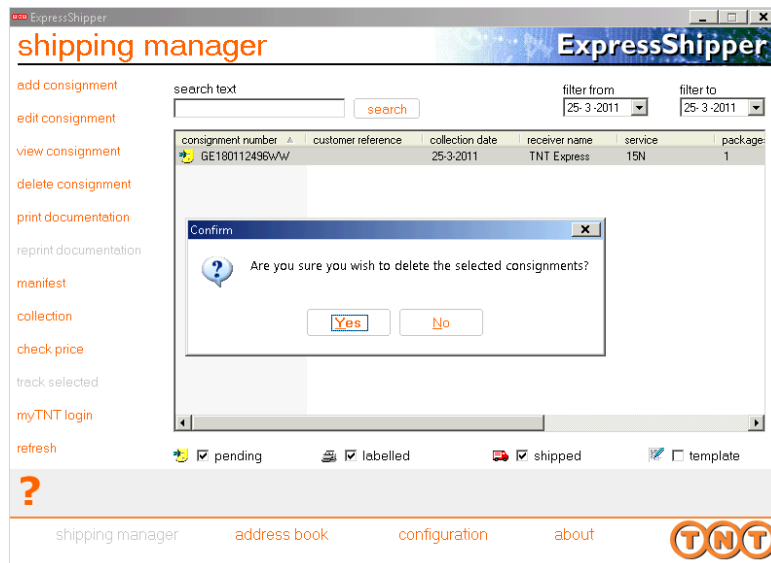 ExpressShipper
shipping manager
ExpressShipper
add consignment
edit consignment
view consignment
delete consignment
print documentation
reprint documentation
manifest
collection
check price
track selected
myTNT login
refresh
search text
search
filter from
25- 3 -2011
filter to
25- 3 -2011
consignment number customer reference collection date receiver name service package
GE180112496WW 25-3-2011 TNT Express 15N 1
Confirm
Are you sure you wish to delete the selected consignments?
Yes No
pending labelled shipped template
?
shipping manager address book configuration about
TNT